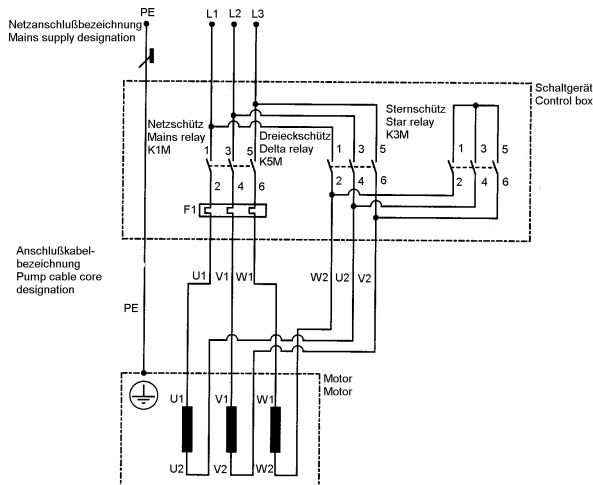 PE L1 L2 L3
Netzanschlußbezeichnung
Mains supply designation
Schaltgerät
Control box
Netzschütz
Mains relay
K1M
Dreieckschütz
Delta relay
K5M
Sternschütz
Star relay
K3M
1 3 5
2 4 6
1 3 5
2 4 6
1 3 5
2 4 6
F1
Anschlußkabel-
bezeichnung
Pump cable core
designation
U1 V1 W1 W2 U2 V2
PE
Motor
Motor
U1 V1 W1
U2 V2 W2